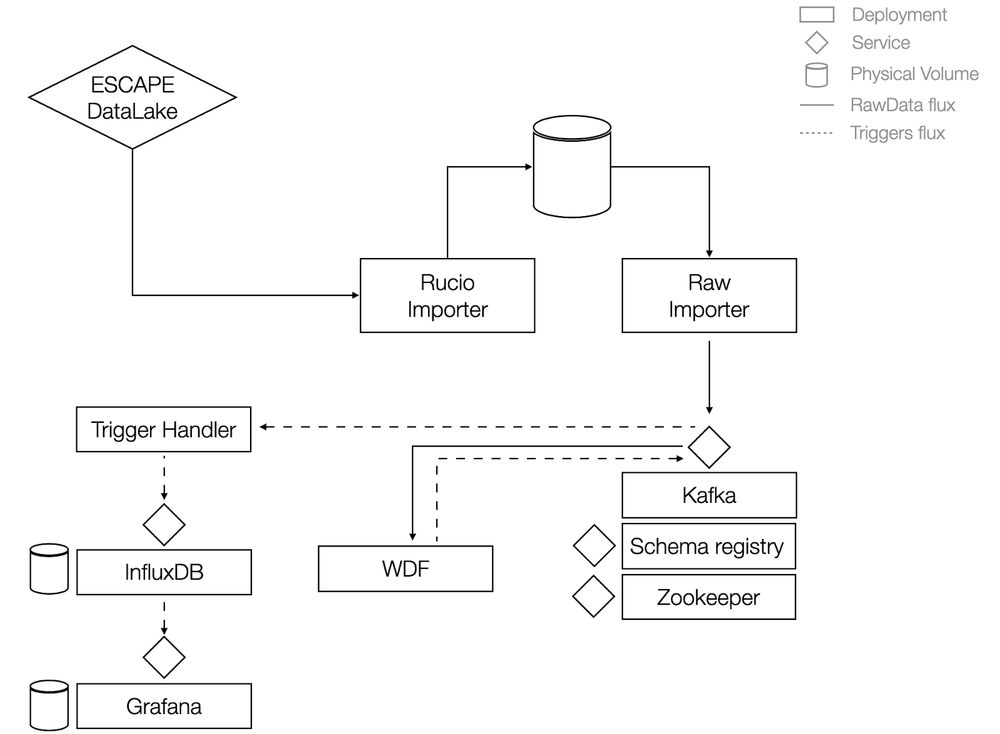 Deployment
Service
Physical Volume
RawData flux
Triggers flux
ESCAPE
DataLake
Rucio
Importer
Raw
Importer
Trigger Handler
Kafka
Schema registry
Zookeeper
InfluxDB
WDF
Grafana